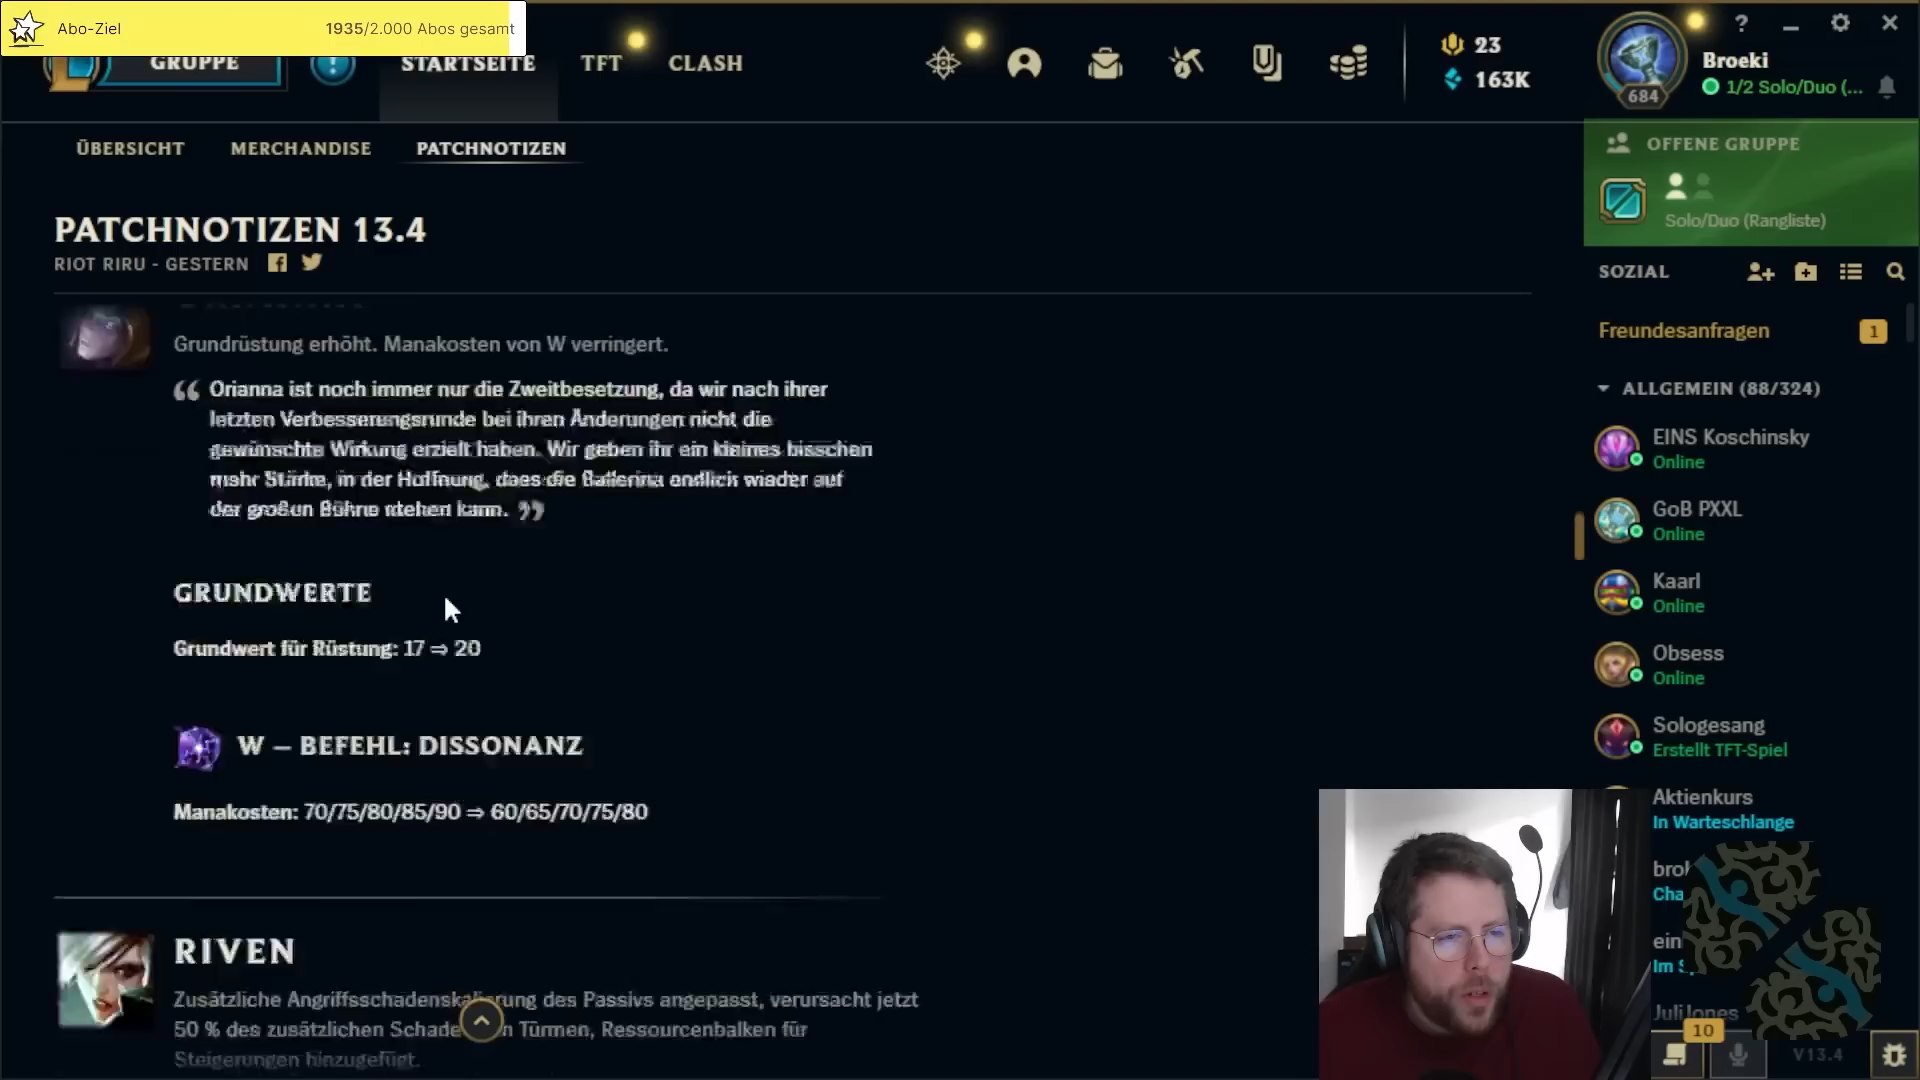 Abo-Ziel
1935/2.000 Abos gesamt
GRUPPE
STARTSEITE
TFT
CLASH
23
163K
684
Broeki
1/2 Solo/Duo (...
ÜBERSICHT
MERCHANDISE
PATCHNOTIZEN
OFFENE GRUPPE
Solo/Duo (Rangliste)
PATCHNOTIZEN 13.4
RIOT RIRU - GESTERN
Grundrüstung erhöht. Manakosten von W verringert.
“ Orianna ist noch immer nur die Zweitbesetzung, da wir nach ihrer
letzten Verbesserungsrunde bei ihren Änderungen nicht die
gewünschte Wirkung erzielt haben. Wir geben ihr ein kleines bisschen
mehr Stärke, in der Hoffnung, dass die Ballerina endlich wieder auf
der großen Bühne stehen kann. ”
GRUNDWERTE
Grundwert für Rüstung: 17 ⇒ 20
W – BEFEHL: DISSONANZ
Manakosten: 70/75/80/85/90 ⇒ 60/65/70/75/80
RIVEN
Zusätzliche Angriffsschadenskalierung des Passivs angepasst, verursacht jetzt
50 % des zusätzlichen Schade n Türmen, Ressourcenbalken für
Steigerungen hinzugefügt.
SOZIAL
Freundesanfragen
1
ALLGEMEIN (88/324)
EINS Koschinsky
Online
GoB PXXL
Online
Kaarl
Online
Obsess
Online
Sologesang
Erstellt TFT-Spiel
Aktienkurs
In Warteschlange
Cha
ein
Im S
10
V13.4